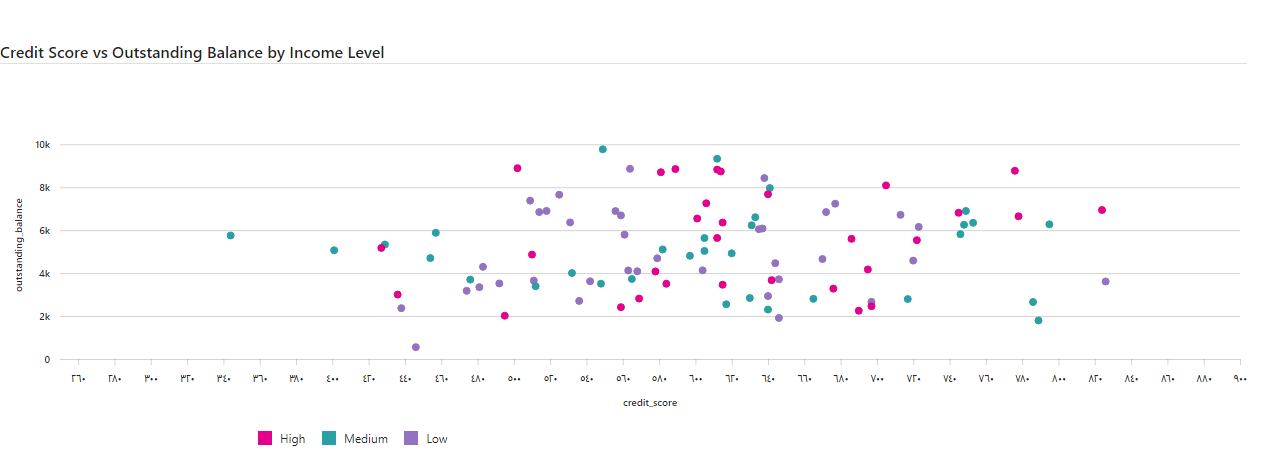 Credit Score vs Outstanding Balance by Income Level
10k
8k
6k
4k
2k
0
outstanding_balance
٢٦٠ ٢٨٠ ٣٠٠ ٣٢٠ ٣٤٠ ٣٦٠ ٣٨٠ ٤٠٠ ٤٢٠ ٤٤٠ ٤٦٠ ٤٨٠ ٥٠٠ ٥٢٠ ٥٤٠ ٥٦٠ ٥٨٠ ٦٠٠ ٦٢٠ ٦٤٠ ٦٦٠ ٦٨٠ ٧٠٠ ٧٢٠ ٧٤٠ ٧٦٠ ٧٨٠ ٨٠٠ ٨٢٠ ٨٤٠ ٨٦٠ ٨٨٠ ٩٠٠
credit_score
High Medium Low